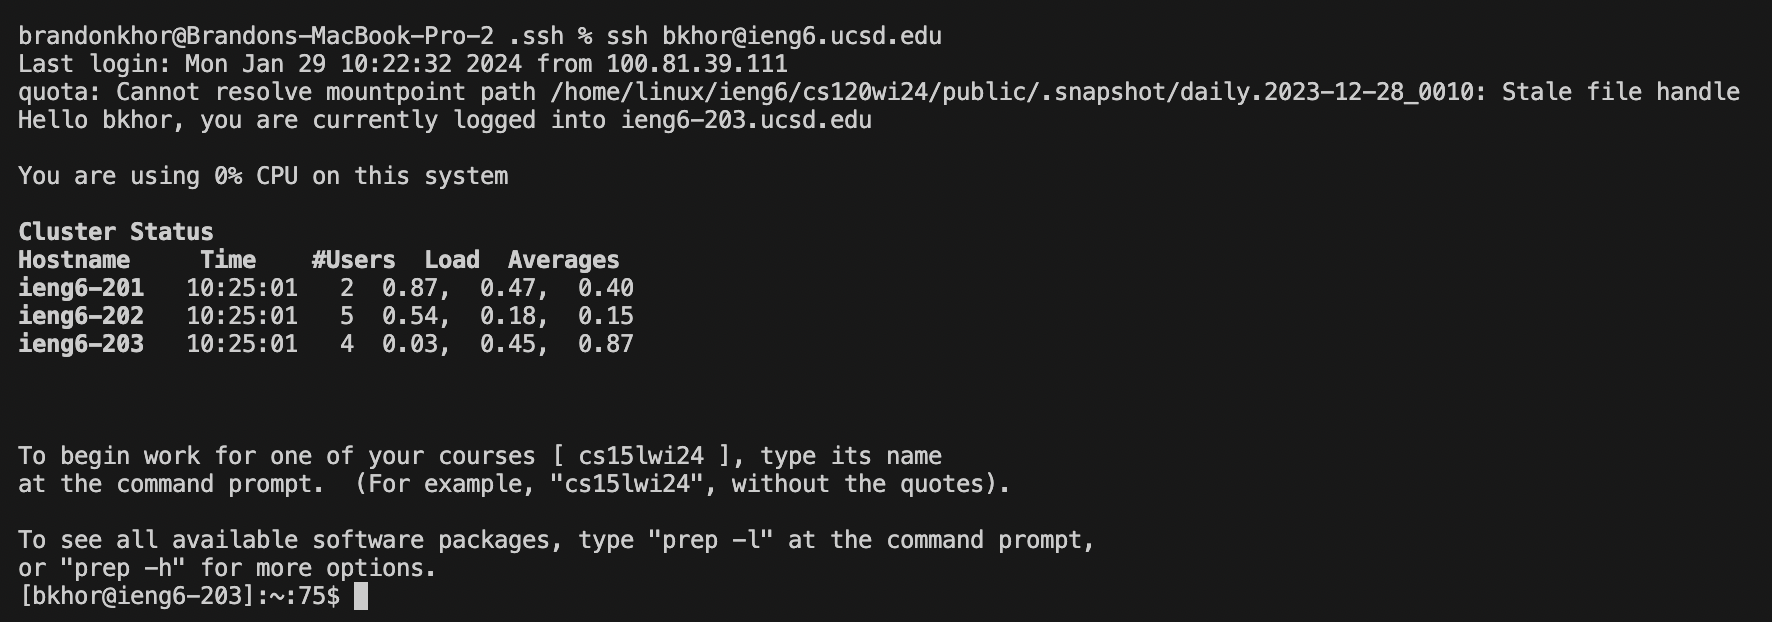 brandonkhor@Brandons-MacBook-Pro-2 .ssh % ssh bkhor@ieng6.ucsd.edu
Last login: Mon Jan 29 10:22:32 2024 from 100.81.39.111
quota: Cannot resolve mountpoint path /home/linux/ieng6/cs120wi24/public/.snapshot/daily.2023-12-28_0010: Stale file handle
Hello bkhor, you are currently logged into ieng6-203.ucsd.edu
You are using 0% CPU on this system
Cluster Status
Hostname     Time    #Users  Load  Averages
ieng6-201   10:25:01   2  0.87,  0.47,  0.40
ieng6-202   10:25:01   5  0.54,  0.18,  0.15
ieng6-203   10:25:01   4  0.03,  0.45,  0.87
To begin work for one of your courses [ cs15lwi24 ], type its name
at the command prompt.  (For example, "cs15lwi24", without the quotes).
To see all available software packages, type "prep -l" at the command prompt,
or "prep -h" for more options.
[bkhor@ieng6-203]:~:75$